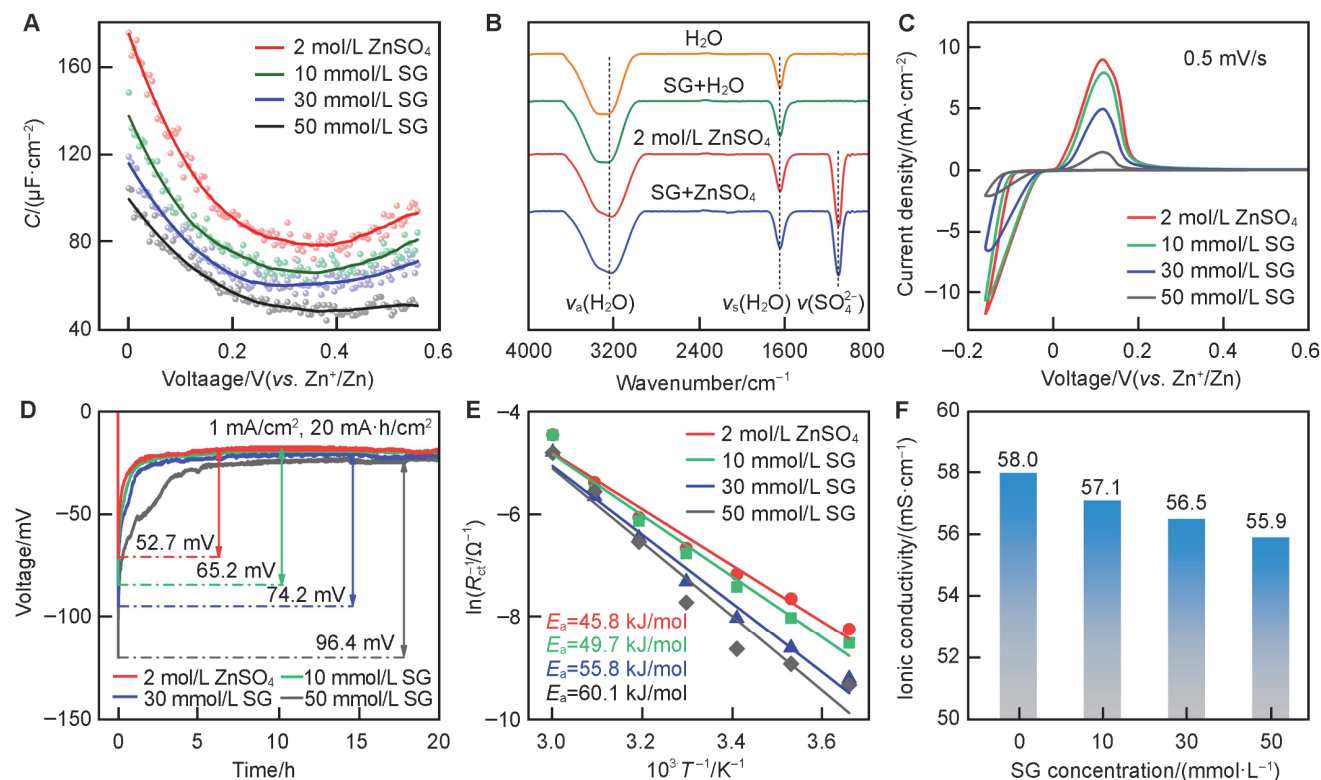 A
2 mol/L ZnSO₄
10 mmol/L SG
30 mmol/L SG
50 mmol/L SG
C/(μF·cm⁻²)
160
120
80
40
0
0.2
0.4
0.6
Voltaage/V(vs. Zn⁺/Zn)
B
H₂O
SG+H₂O
2 mol/L ZnSO₄
SG+ZnSO₄
νₐ(H₂O)
νₛ(H₂O)
ν(SO₄²⁻)
4000
3200
2400
1600
800
Wavenumber/cm⁻¹
C
0.5 mV/s
2 mol/L ZnSO₄
10 mmol/L SG
30 mmol/L SG
50 mmol/L SG
Current density/(mA·cm⁻²)
10
5
0
−5
−10
−0.2
0
0.2
0.4
0.6
Voltage/V(vs. Zn⁺/Zn)
D
1 mA/cm², 20 mA·h/cm²
52.7 mV
65.2 mV
74.2 mV
96.4 mV
2 mol/L ZnSO₄
10 mmol/L SG
30 mmol/L SG
50 mmol/L SG
Voltage/mV
0
−50
−100
−150
0
5
10
15
20
Time/h
E
2 mol/L ZnSO₄
10 mmol/L SG
30 mmol/L SG
50 mmol/L SG
Eₐ=45.8 kJ/mol
Eₐ=49.7 kJ/mol
Eₐ=55.8 kJ/mol
Eₐ=60.1 kJ/mol
ln(R_ct⁻¹/Ω⁻¹)
−4
−6
−8
−10
3.0
3.2
3.4
3.6
10³·T⁻¹/K⁻¹
F
58.0
57.1
56.5
55.9
Ionic conductivity/(mS·cm⁻¹)
60
58
56
54
52
50
0
10
30
50
SG concentration/(mmol·L⁻¹)